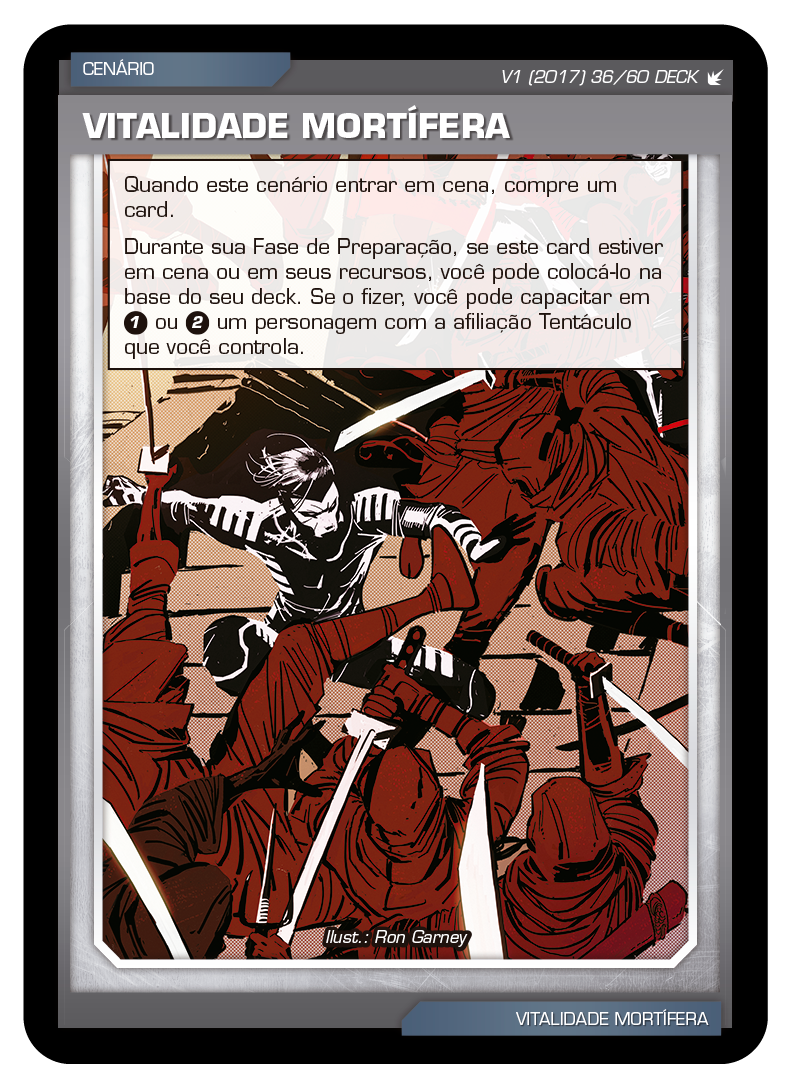 CENÁRIO
V1 (2017) 36/60 DECK
VITALIDADE MORTÍFERA
Quando este cenário entrar em cena, compre um
card.
Durante sua Fase de Preparação, se este card estiver
em cena ou em seus recursos, você pode colocá-lo na
base do seu deck. Se o fizer, você pode capacitar em
1 ou 2 um personagem com a afiliação Tentáculo
que você controla.
Ilust.: Ron Garney
VITALIDADE MORTÍFERA